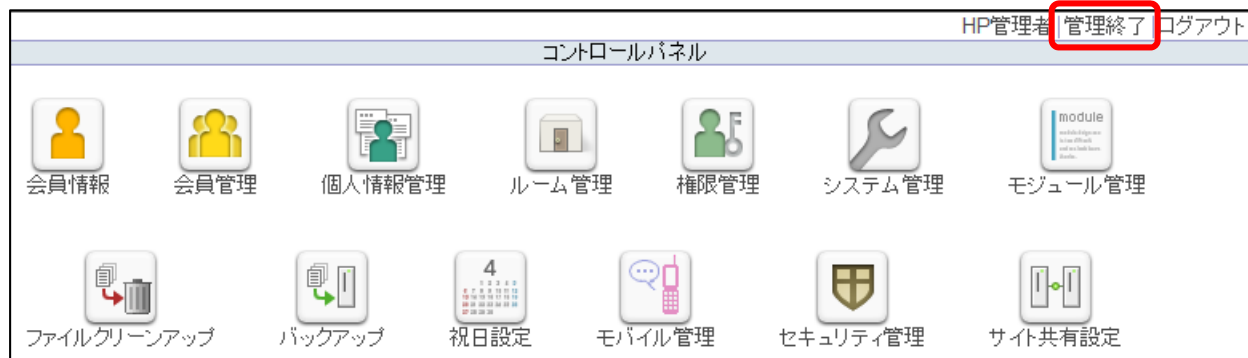 HP管理者|管理終了|ログアウト
コントロールパネル
会員情報 会員管理 個人情報管理 ルーム管理 権限管理 システム管理 モジュール管理
module
4
ファイルクリーンアップ バックアップ 祝日設定 モバイル管理 セキュリティ管理 サイト共有設定